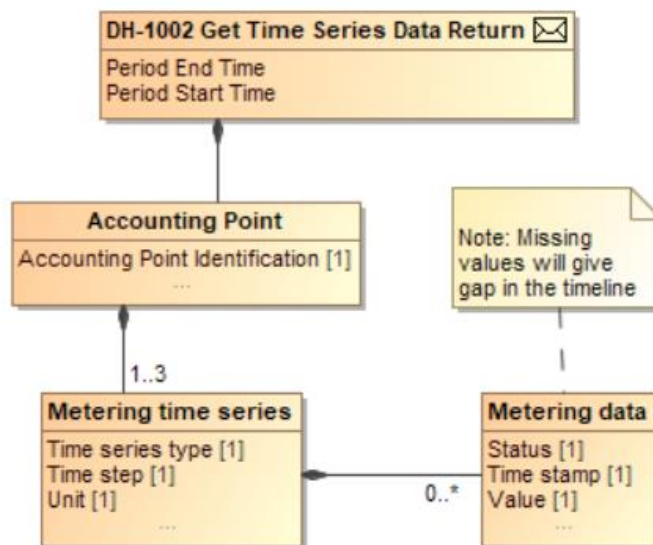 DH-1002 Get Time Series Data Return
Period End Time
Period Start Time
Accounting Point
Accounting Point Identification [1]
...
Note: Missing
values will give
gap in the timeline
1..3
Metering time series
Time series type [1]
Time step [1]
Unit [1]
...
0..*
Metering data
Status [1]
Time stamp [1]
Value [1]
...